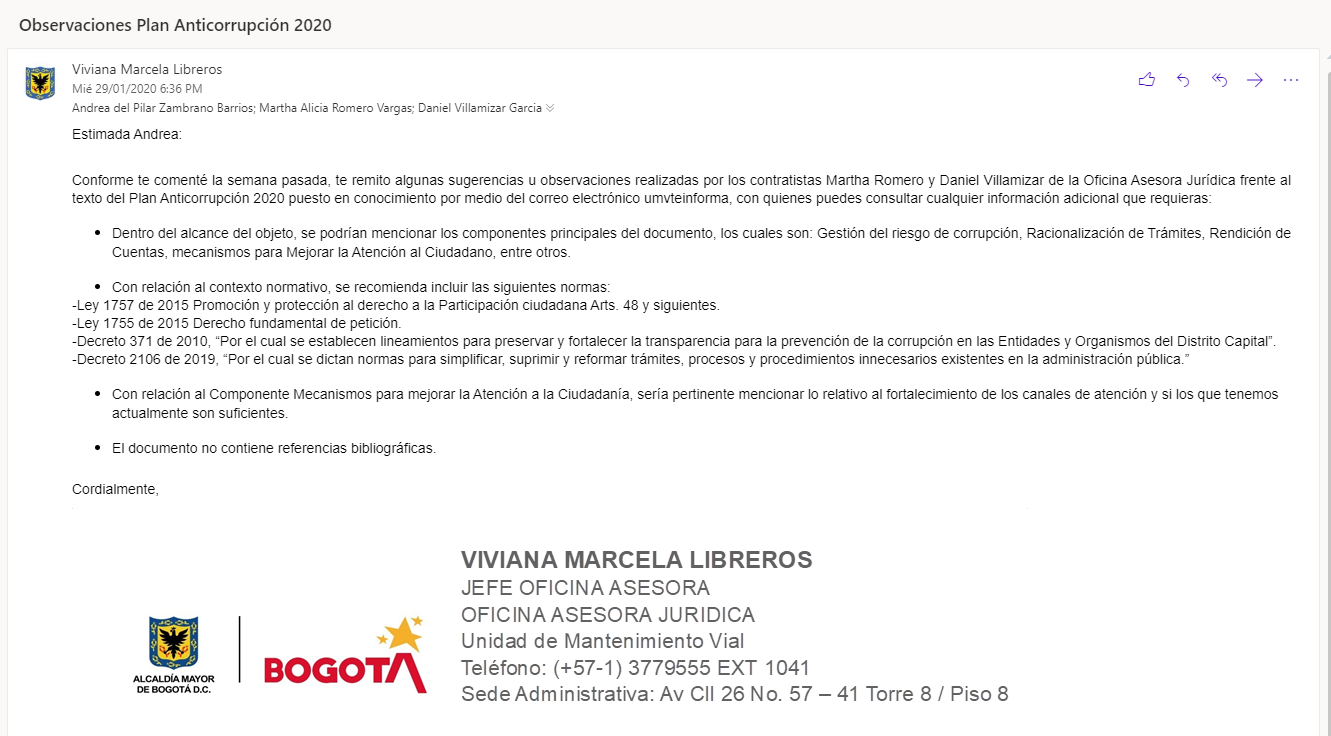 Observaciones Plan Anticorrupción 2020
Viviana Marcela Libreros
Mié 29/01/2020 6:36 PM
Andrea del Pilar Zambrano Barrios; Martha Alicia Romero Vargas; Daniel Villamizar Garcia
Estimada Andrea:
Conforme te comenté la semana pasada, te remito algunas sugerencias u observaciones realizadas por los contratistas Martha Romero y Daniel Villamizar de la Oficina Asesora Jurídica frente al
texto del Plan Anticorrupción 2020 puesto en conocimiento por medio del correo electrónico umvteinforma, con quienes puedes consultar cualquier información adicional que requieras:
• Dentro del alcance del objeto, se podrían mencionar los componentes principales del documento, los cuales son: Gestión del riesgo de corrupción, Racionalización de Trámites, Rendición de
Cuentas, mecanismos para Mejorar la Atención al Ciudadano, entre otros.
• Con relación al contexto normativo, se recomienda incluir las siguientes normas:
-Ley 1757 de 2015 Promoción y protección al derecho a la Participación ciudadana Arts. 48 y siguientes.
-Ley 1755 de 2015 Derecho fundamental de petición.
-Decreto 371 de 2010, “Por el cual se establecen lineamientos para preservar y fortalecer la transparencia para la prevención de la corrupción en las Entidades y Organismos del Distrito Capital”.
-Decreto 2106 de 2019, “Por el cual se dictan normas para simplificar, suprimir y reformar trámites, procesos y procedimientos innecesarios existentes en la administración pública.”
• Con relación al Componente Mecanismos para mejorar la Atención a la Ciudadanía, sería pertinente mencionar lo relativo al fortalecimiento de los canales de atención y si los que tenemos
actualmente son suficientes.
• El documento no contiene referencias bibliográficas.
Cordialmente,
VIVIANA MARCELA LIBREROS
JEFE OFICINA ASESORA
OFICINA ASESORA JURIDICA
Unidad de Mantenimiento Vial
Teléfono: (+57-1) 3779555 EXT 1041
Sede Administrativa: Av Cll 26 No. 57 – 41 Torre 8 / Piso 8
ALCALDÍA MAYOR
DE BOGOTÁ D.C.
BOGOTÁ